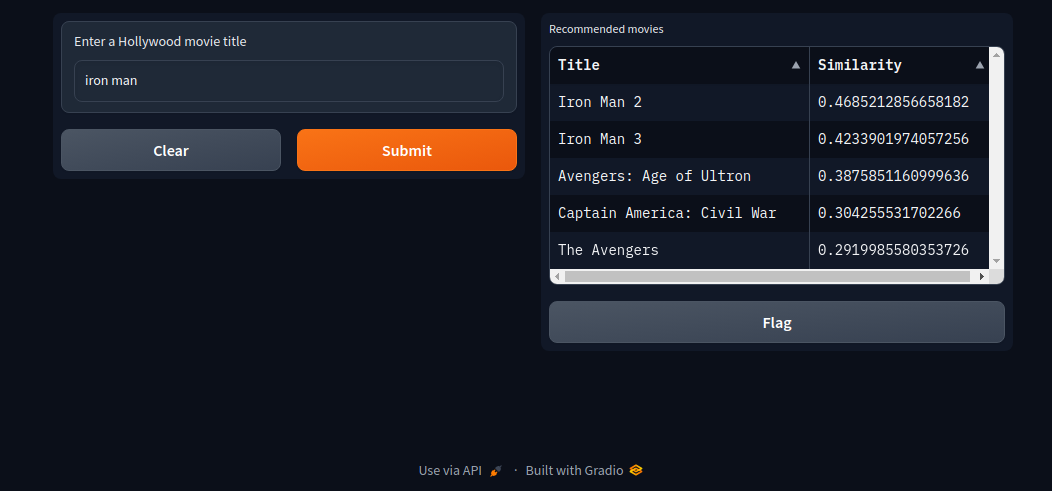 Enter a Hollywood movie title
iron man
Clear
Submit
Recommended movies
Title Similarity
Iron Man 2 0.4685212856658182
Iron Man 3 0.4233901974057256
Avengers: Age of Ultron 0.3875851160999636
Captain America: Civil War 0.304255531702266
The Avengers 0.2919985580353726
Flag
Use via API · Built with Gradio